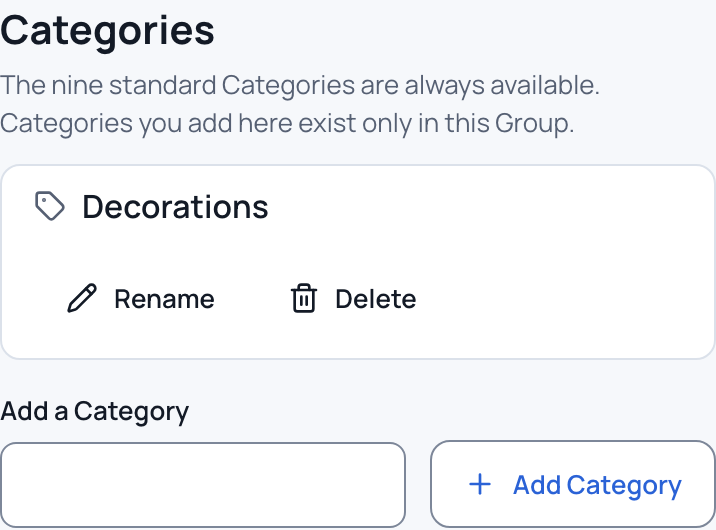 Categories
The nine standard Categories are always available.
Categories you add here exist only in this Group.
Decorations
Rename
Delete
Add a Category
Add Category